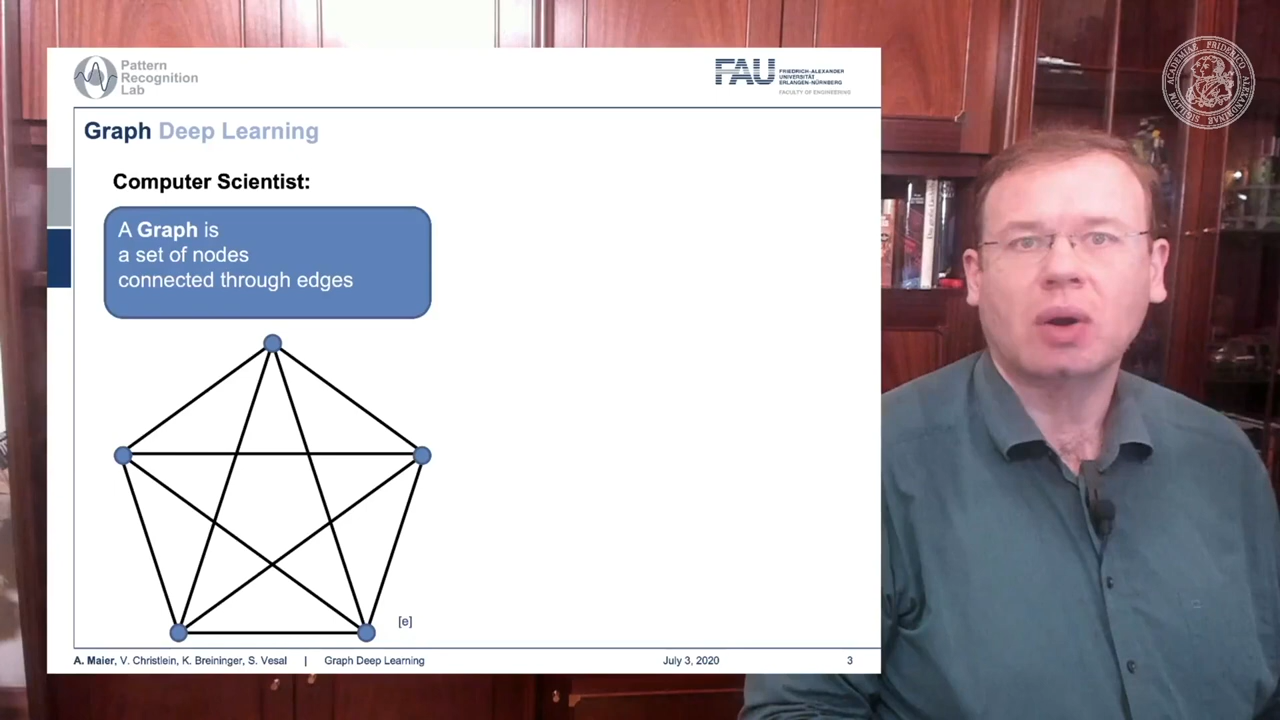 Pattern
Recognition
Lab
FAU
FRIEDRICH-ALEXANDER
UNIVERSITÄT
ERLANGEN-NÜRNBERG
FACULTY OF ENGINEERING
Graph Deep Learning
Computer Scientist:
A Graph is
a set of nodes
connected through edges
[e]
A. Maier, V. Christlein, K. Breininger, S. Vesal | Graph Deep Learning July 3, 2020 3